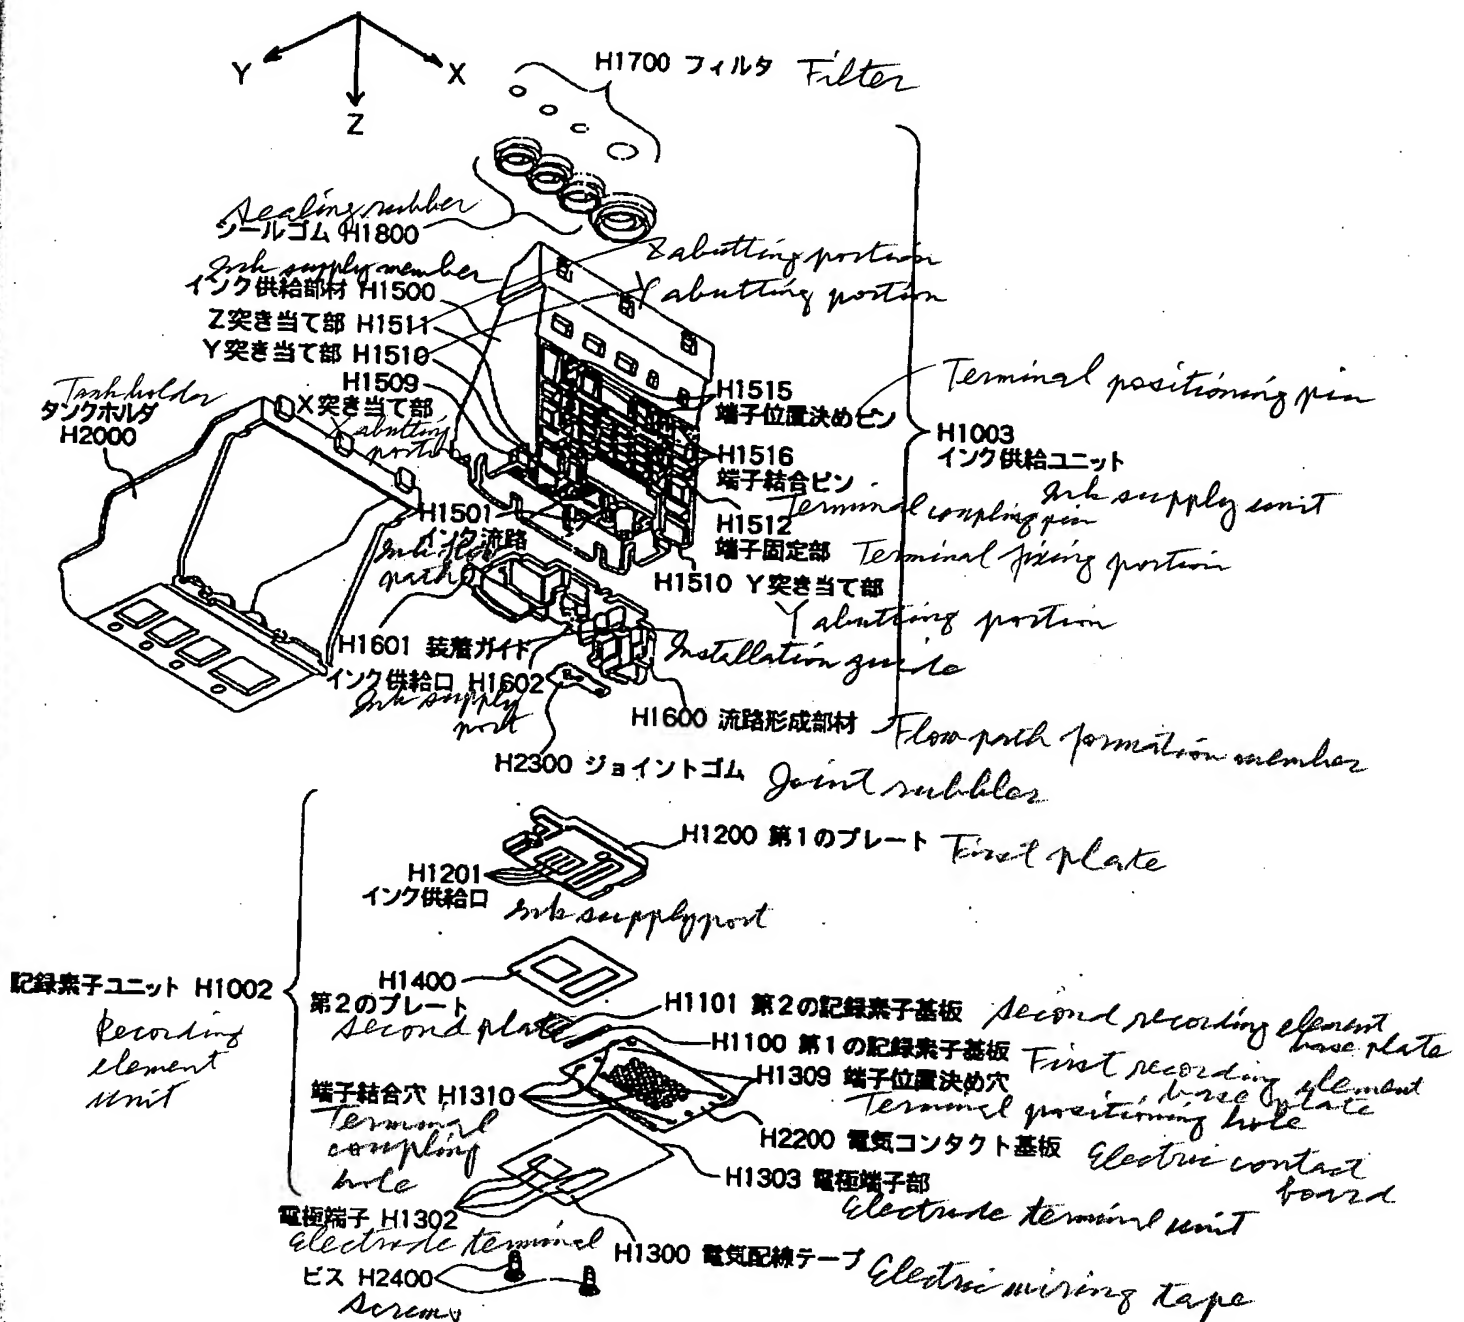 Y
X
Z
H1700 フィルタ Filter
Sealing rubber
シールゴム H1800
Ink supply member
インク供給部材 H1500
Z abutting portion
Y abutting portion
Z突き当て部 H1511
Y突き当て部 H1510
H1509
X突き当て部
X abutting
portion
Tank holder
タンクホルダ
H2000
H1515
端子位置決めピン
Terminal positioning pin
H1516
端子結合ピン
Terminal coupling pin
H1003
インク供給ユニット
Ink supply unit
H1512
端子固定部 Terminal fixing portion
H1501
インク流路
Ink flow
path
H1510 Y突き当て部
Y abutting portion
H1601 装着ガイド
Installation guide
インク供給口 H1602
Ink supply
port
H1600 流路形成部材 Flow path formation member
H2300 ジョイントゴム Joint rubbler
H1200 第1のプレート First plate
H1201
インク供給口
Ink supply port
記録素子ユニット H1002
Recording
element
unit
H1400
第2のプレート
Second plate
H1101 第2の記録素子基板 Second recording element
base plate
H1100 第1の記録素子基板 First recording element
base plate
H1309 端子位置決め穴
Terminal positioning hole
端子結合穴 H1310
Terminal
coupling
hole
H2200 電気コンタクト基板 Electric contact
board
H1303 電極端子部
Electrode terminal unit
電極端子 H1302
Electrode terminal
H1300 電気配線テープ Electric wiring tape
ビス H2400
Screws